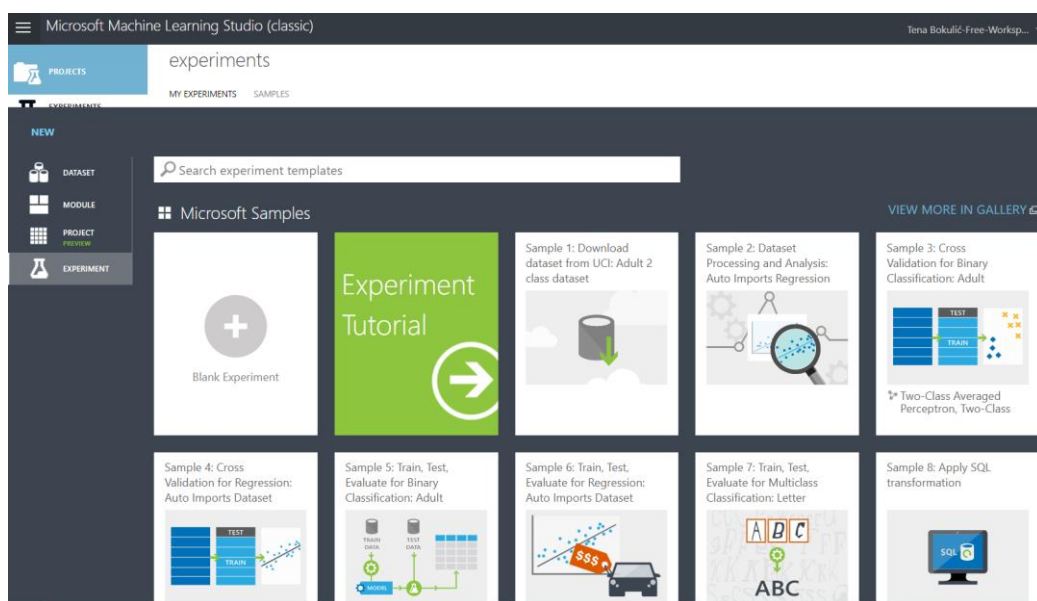 Microsoft Machine Learning Studio (classic)
Tena Bokulić-Free-Worksp...
PROJECTS
experiments
MY EXPERIMENTS SAMPLES
EXPERIMENTS
NEW
DATASET
MODULE
PROJECT
PREVIEW
EXPERIMENT
Search experiment templates
Microsoft Samples
VIEW MORE IN GALLERY
Blank Experiment
Experiment
Tutorial
Sample 1: Download
dataset from UCI: Adult 2
class dataset
Sample 2: Dataset
Processing and Analysis:
Auto Imports Regression
Sample 3: Cross
Validation for Binary
Classification: Adult
TEST
TRAIN
Two-Class Averaged
Perceptron, Two-Class
Sample 4: Cross
Validation for Regression:
Auto Imports Dataset
TEST
TRAIN
Sample 5: Train, Test,
Evaluate for Binary
Classification: Adult
TRAIN
DATA
TEST
DATA
MODEL
Sample 6: Train, Test,
Evaluate for Regression:
Auto Imports Dataset
$$$
Sample 7: Train, Test,
Evaluate for Multiclass
Classification: Letter
A B C
ABC
Sample 8: Apply SQL
transformation
SQL